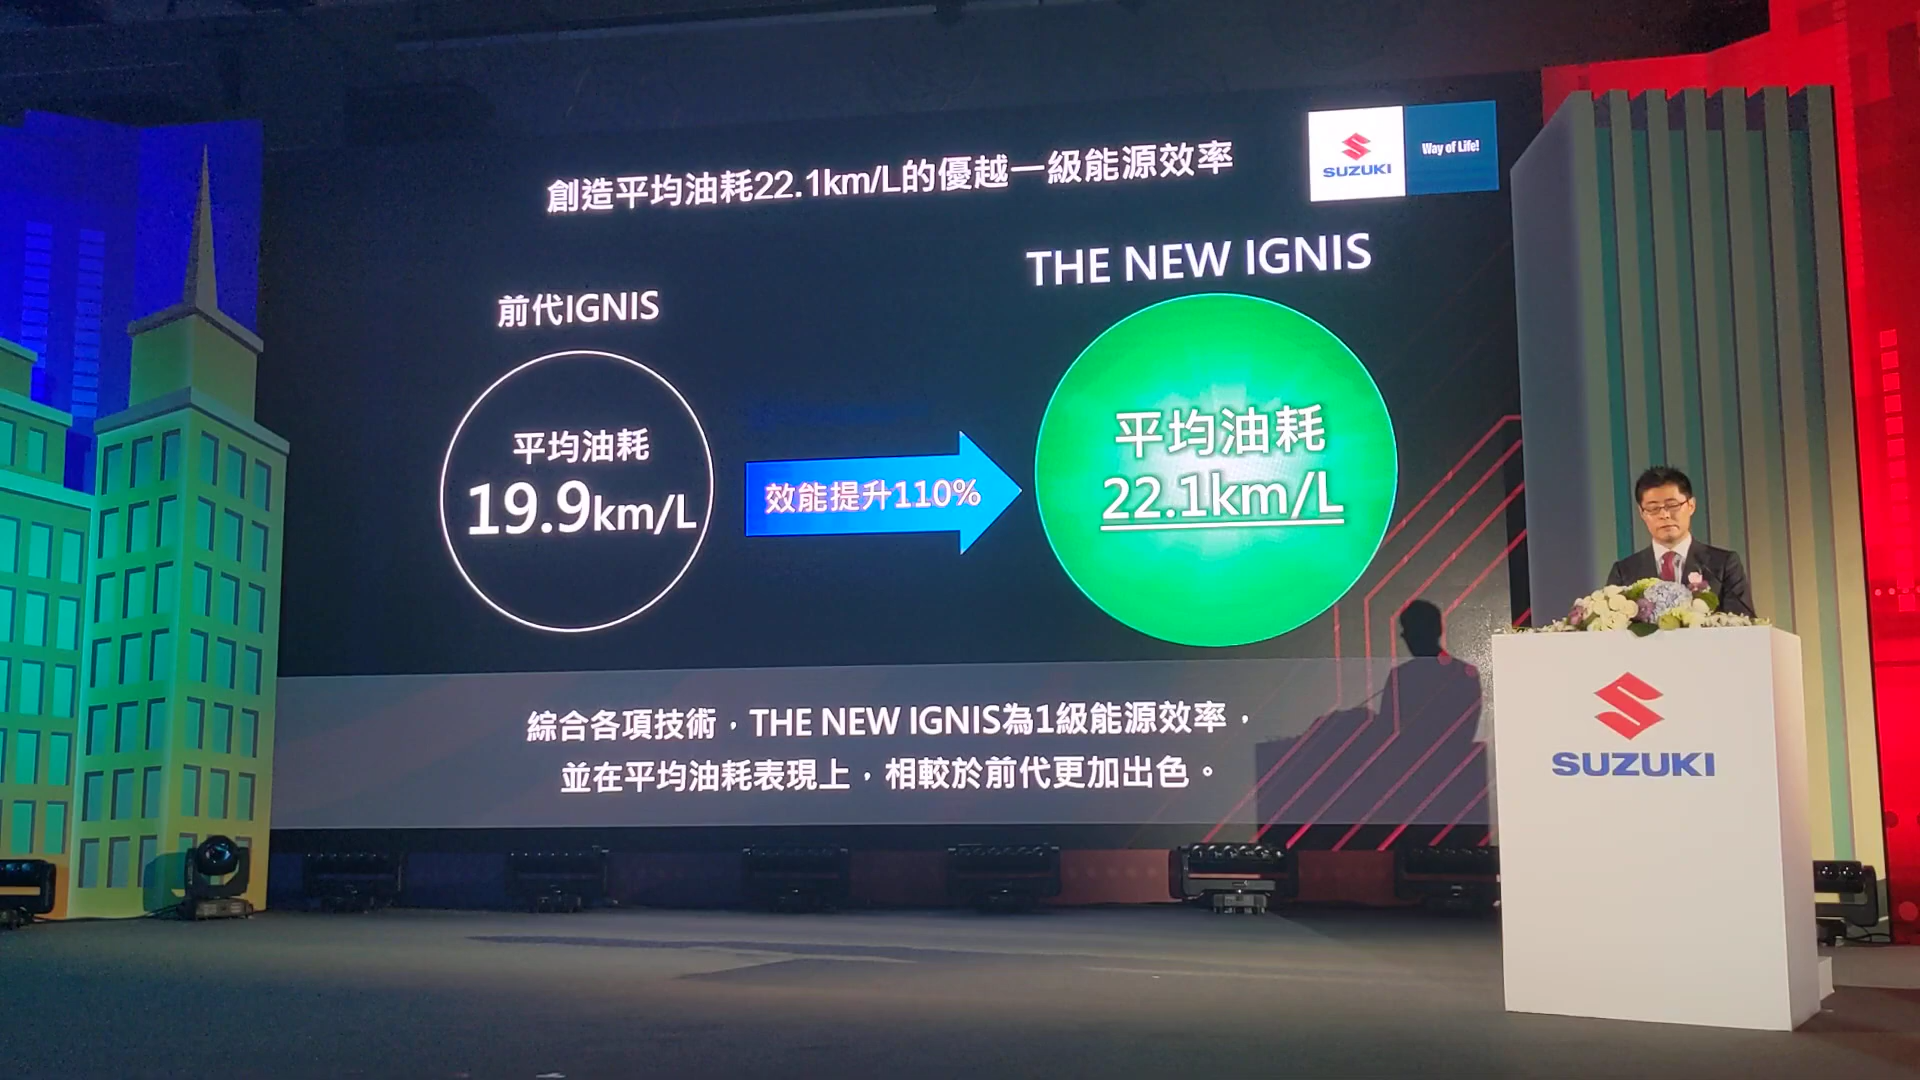 創造平均油耗22.1km/L的優越一級能源效率
SUZUKI
Way of Life!
前代IGNIS
THE NEW IGNIS
平均油耗
19.9km/L
效能提升110%
平均油耗
22.1km/L
綜合各項技術，THE NEW IGNIS為1級能源效率，
並在平均油耗表現上，相較於前代更加出色。
SUZUKI